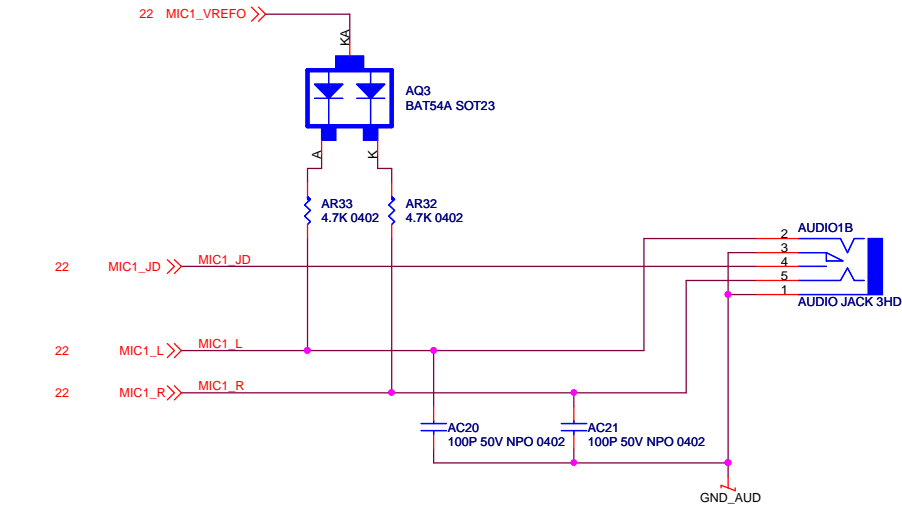 22 MIC1_VREFO
KA
AQ3
BAT54A SOT23
A
K
AR33
4.7K 0402
AR32
4.7K 0402
2
AUDIO1B
3
4
5
1
AUDIO JACK 3HD
22 MIC1_JD
MIC1_JD
22 MIC1_L
MIC1_L
22 MIC1_R
MIC1_R
AC20
100P 50V NPO 0402
AC21
100P 50V NPO 0402
GND_AUD